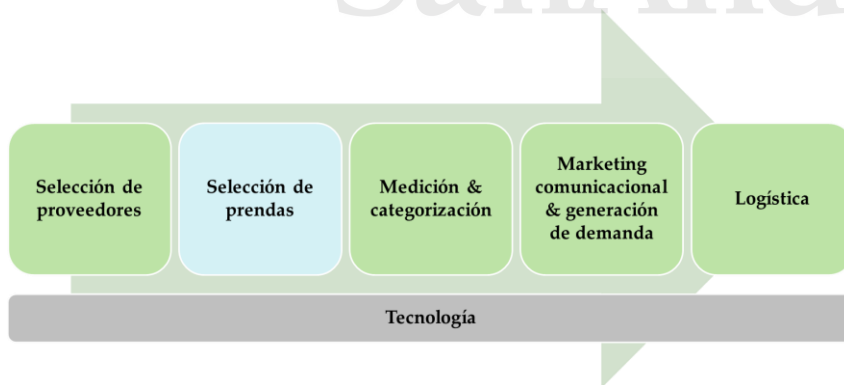 Selección de
proveedores
Selección de
prendas
Medición &
categorización
Marketing
comunicacional
& generación
de demanda
Logística
Tecnología